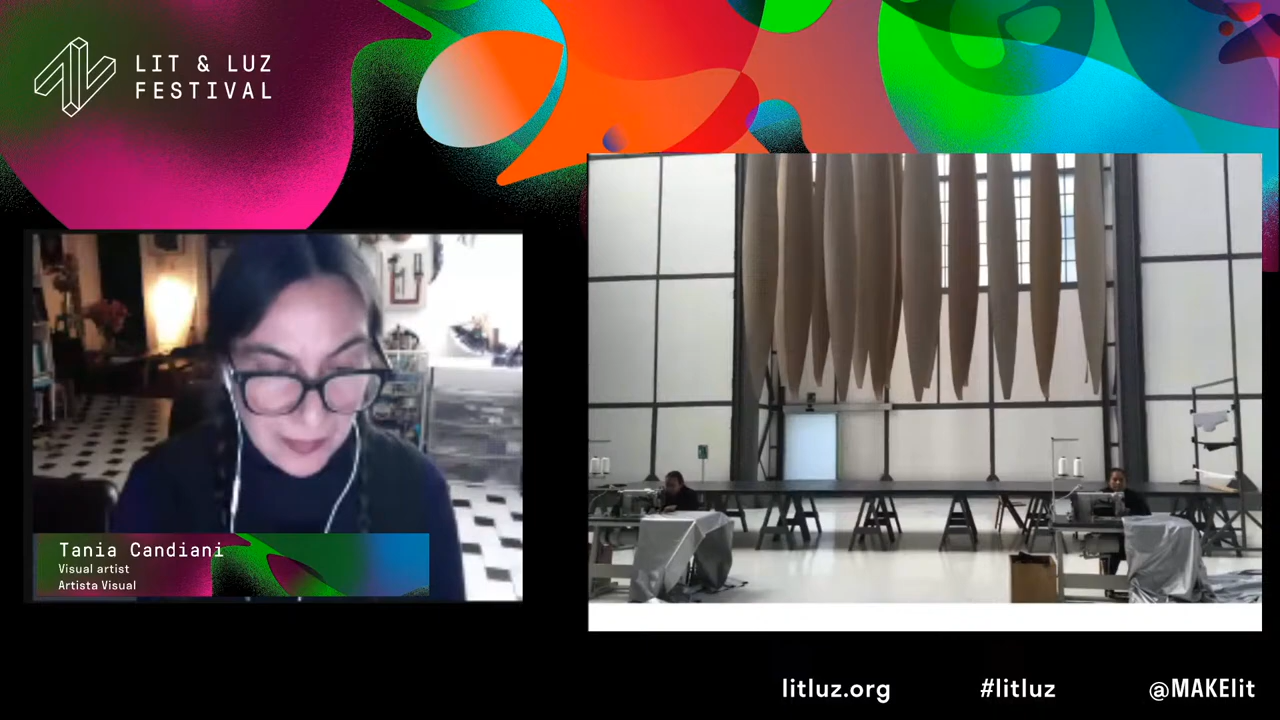 LIT & LUZ
FESTIVAL
Tania Candiani
Visual artist
Artista Visual
litluz.org
#litluz
@MAKElit